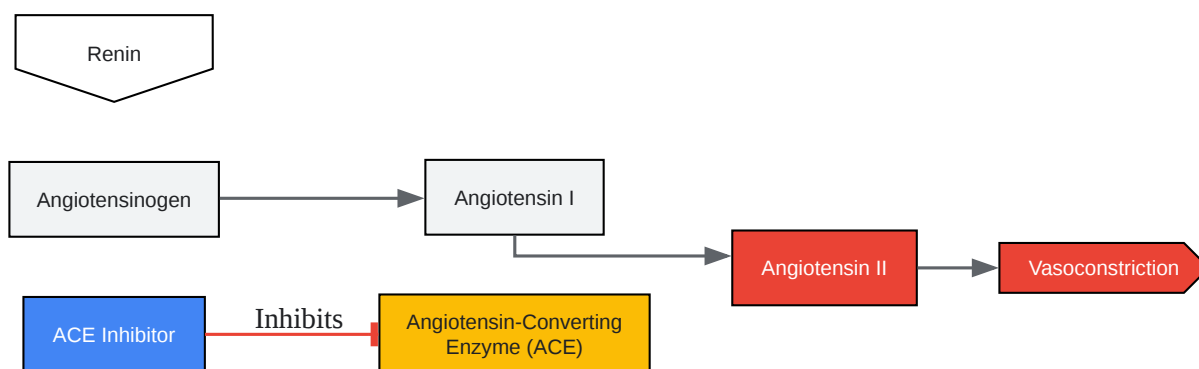 Renin
Angiotensinogen
Angiotensin I
Angiotensin II
Vasoconstriction
ACE Inhibitor
Inhibits
Angiotensin-Converting
Enzyme (ACE)